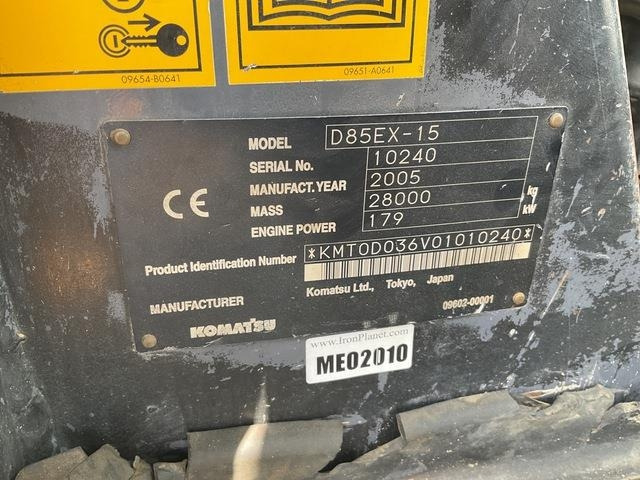 09654-B0641
09651-A0641
MODEL D85EX-15
SERIAL No. 10240
MANUFACT. YEAR 2005
MASS 28000 kg
ENGINE POWER 179 kW
CE
Product Identification Number *KMT0D036V01010240*
MANUFACTURER Komatsu Ltd., Tokyo, Japan
09602-00001
KOMATSU
www.IronPlanet.com
ME02010